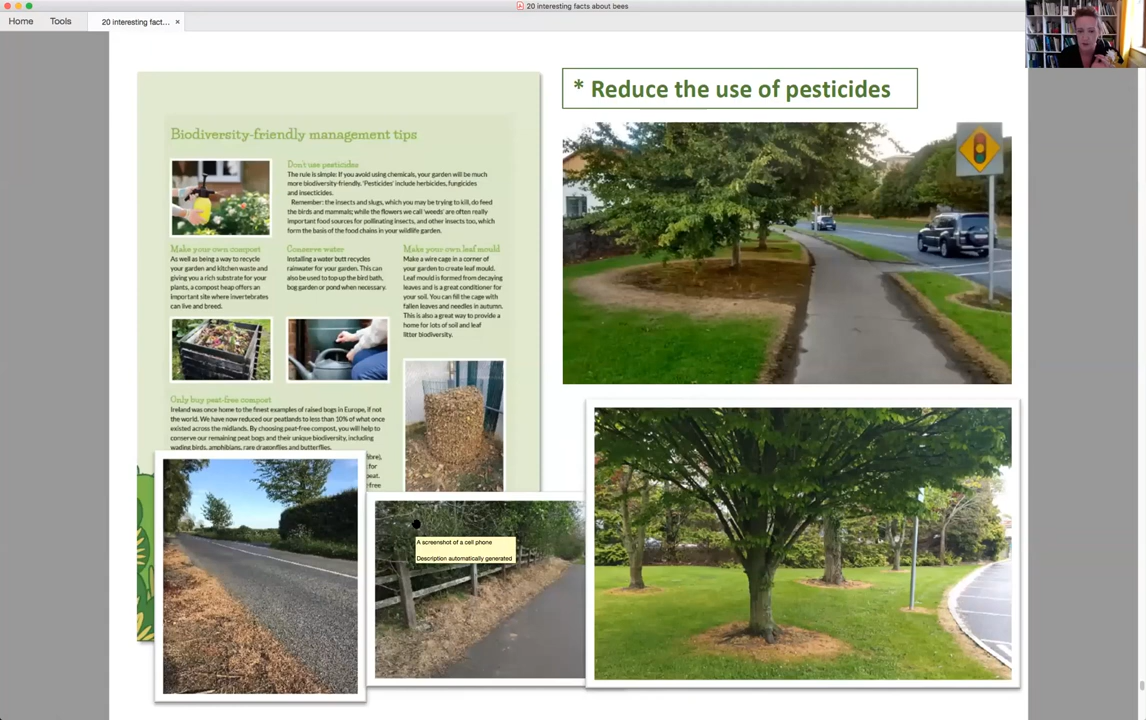 20 interesting facts about bees
Home
Tools
20 interesting fact... ×
* Reduce the use of pesticides
Biodiversity-friendly management tips
Don't use pesticides
The rule is simple: If you avoid using chemicals, your garden will be much
more biodiversity-friendly. 'Pesticides' include herbicides, fungicides
and insecticides.
Remember: the insects and slugs, which you may be trying to kill, do feed
the birds and mammals; while the flowers we call 'weeds' are often really
important food sources for pollinating insects, and other insects too, which
form the basis of the food chains in your wildlife garden.
Make your own compost
As well as being a way to recycle
your garden and kitchen waste and
giving you a rich substrate for your
plants, a compost heap offers an
important site where invertebrates
can live and breed.
Conserve water
Installing a water butt recycles
rainwater for your garden. This can
also be used to top up the bird bath,
bog garden or pond when necessary.
Make your own leaf mould
Make a wire cage in a corner of
your garden to create leaf mould.
Leaf mould is formed from decaying
leaves and is a great conditioner for
your soil. You can fill the cage with
fallen leaves and needles in autumn.
This is also a great way to provide a
home for lots of soil and leaf
litter biodiversity.
Only buy peat-free compost
Ireland was once home to the finest examples of raised bogs in Europe, if not
the world. We have now reduced our peatlands to less than 10% of what once
existed across the midlands. By choosing peat-free compost, you will help to
conserve our remaining peat bogs and their unique biodiversity, including
wading birds, amphibians, rare dragonflies and butterflies.
for
A screenshot of a cell phone
Description automatically generated